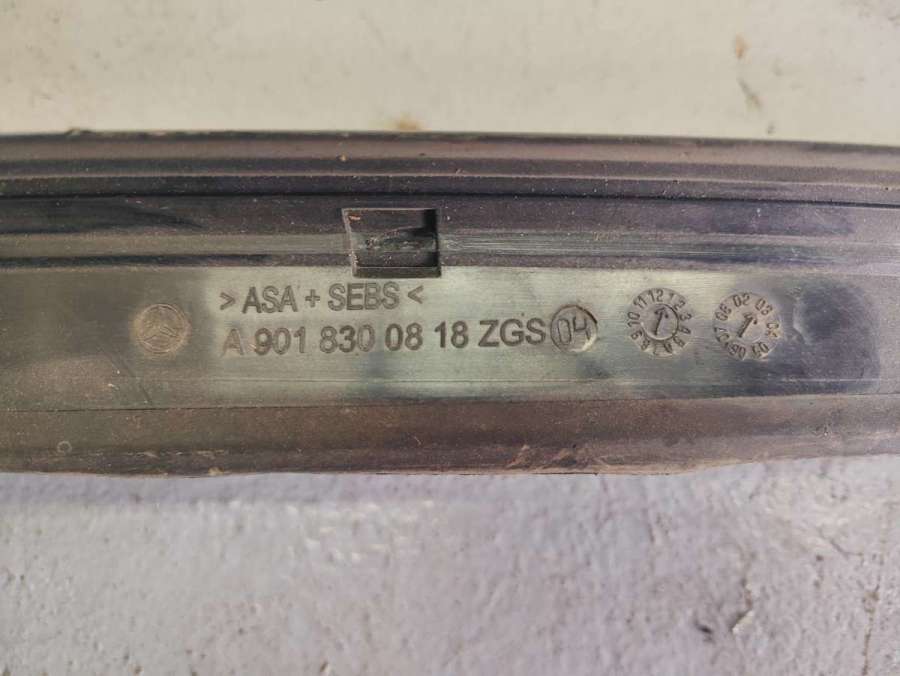 >ASA + SEBS<
A 901 830 08 18 ZGS 04